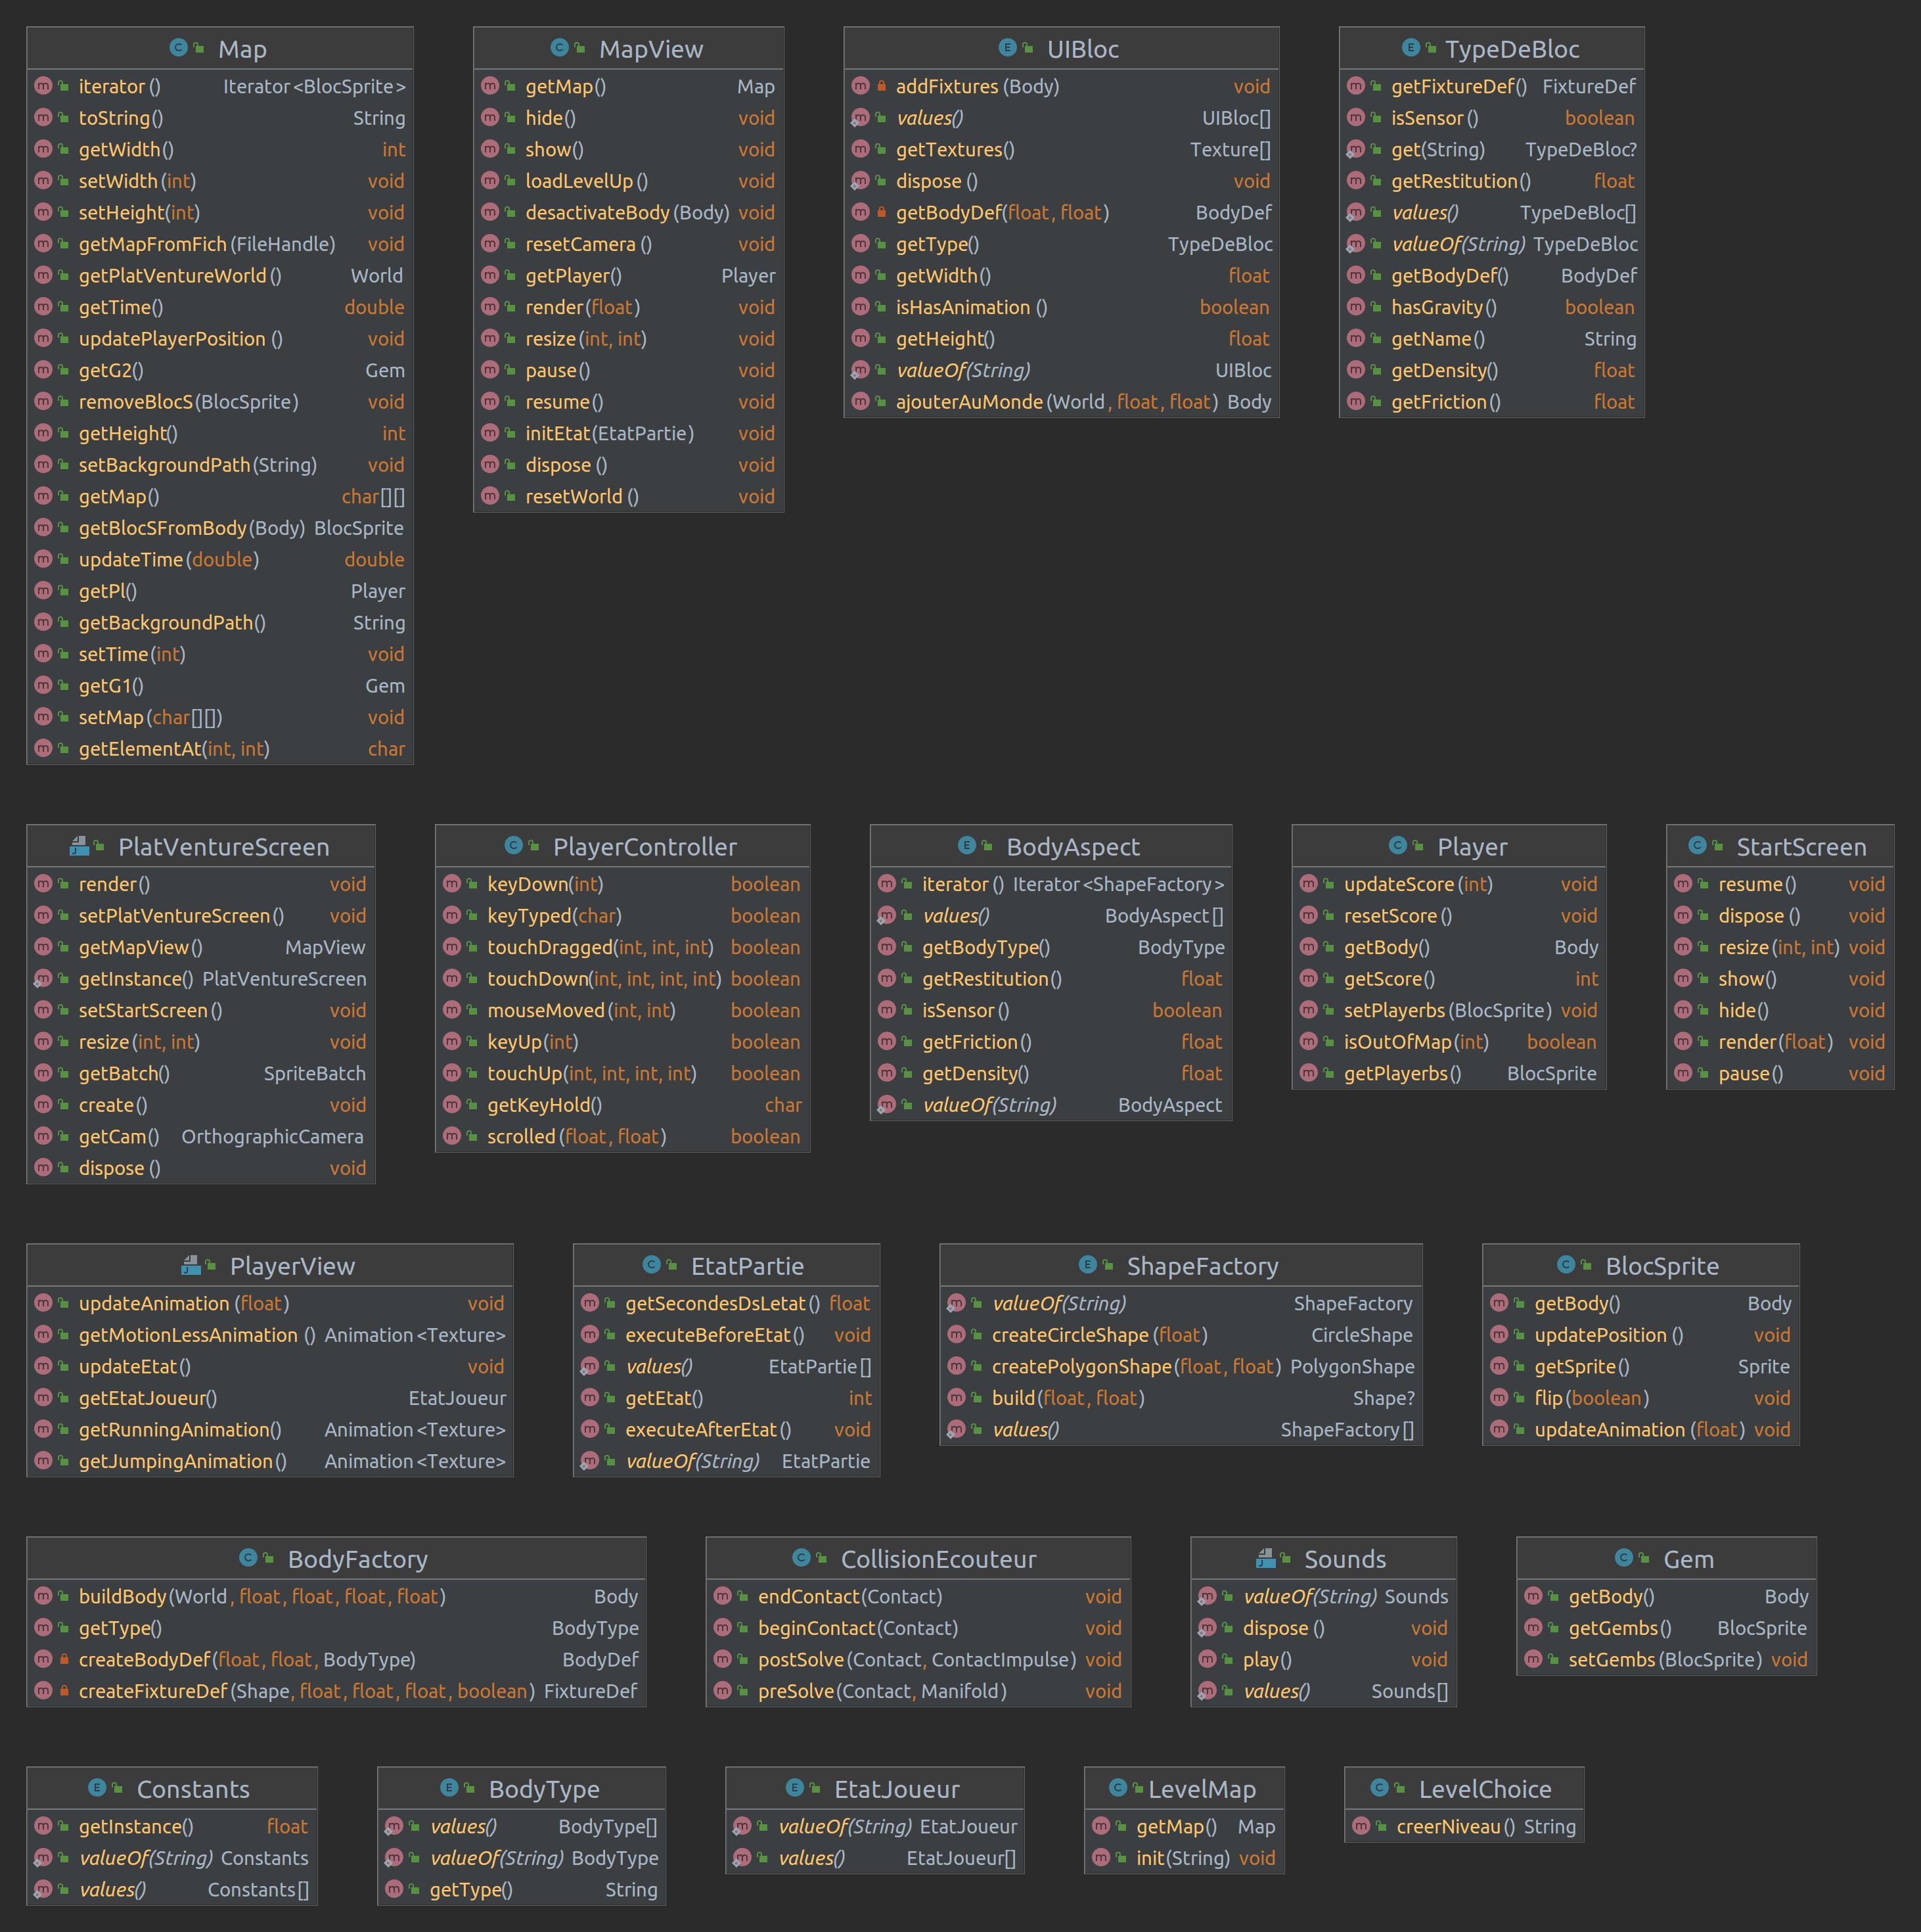 Map
iterator() Iterator<BlocSprite>
toString() String
getWidth() int
setWidth(int) void
setHeight(int) void
getMapFromFich(FileHandle) void
getPlatVentureWorld() World
getTime() double
updatePlayerPosition() void
getG2() Gem
removeBlocS(BlocSprite) void
getHeight() int
setBackgroundPath(String) void
getMap() char[][]
getBlocSFromBody(Body) BlocSprite
updateTime(double) double
getPl() Player
getBackgroundPath() String
setTime(int) void
getG1() Gem
setMap(char[][]) void
getElementAt(int, int) char
MapView
getMap() Map
hide() void
show() void
loadLevelUp() void
desactivateBody(Body) void
resetCamera() void
getPlayer() Player
render(float) void
resize(int, int) void
pause() void
resume() void
initEtat(EtatPartie) void
dispose() void
resetWorld() void
UIBloc
addFixtures(Body) void
values() UIBloc[]
getTextures() Texture[]
dispose() void
getBodyDef(float, float) BodyDef
getType() TypeDeBloc
getWidth() float
isHasAnimation() boolean
getHeight() float
valueOf(String) UIBloc
ajouterAuMonde(World, float, float) Body
TypeDeBloc
getFixtureDef() FixtureDef
isSensor() boolean
get(String) TypeDeBloc?
getRestitution() float
values() TypeDeBloc[]
valueOf(String) TypeDeBloc
getBodyDef() BodyDef
hasGravity() boolean
getName() String
getDensity() float
getFriction() float
PlatVentureScreen
render() void
setPlatVentureScreen() void
getMapView() MapView
getInstance() PlatVentureScreen
setStartScreen() void
resize(int, int) void
getBatch() SpriteBatch
create() void
getCam() OrthographicCamera
dispose() void
PlayerController
keyDown(int) boolean
keyTyped(char) boolean
touchDragged(int, int, int) boolean
touchDown(int, int, int, int) boolean
mouseMoved(int, int) boolean
keyUp(int) boolean
touchUp(int, int, int, int) boolean
getKeyHold() char
scrolled(float, float) boolean
BodyAspect
iterator() Iterator<ShapeFactory>
values() BodyAspect[]
getBodyType() BodyType
getRestitution() float
isSensor() boolean
getFriction() float
getDensity() float
valueOf(String) BodyAspect
Player
updateScore(int) void
resetScore() void
getBody() Body
getScore() int
setPlayerbs(BlocSprite) void
isOutOfMap(int) boolean
getPlayerbs() BlocSprite
StartScreen
resume() void
dispose() void
resize(int, int) void
show() void
hide() void
render(float) void
pause() void
PlayerView
updateAnimation(float) void
getMotionLessAnimation() Animation<Texture>
updateEtat() void
getEtatJoueur() EtatJoueur
getRunningAnimation() Animation<Texture>
getJumpingAnimation() Animation<Texture>
EtatPartie
getSecondesDsLetat() float
executeBeforeEtat() void
values() EtatPartie[]
getEtat() int
executeAfterEtat() void
valueOf(String) EtatPartie
ShapeFactory
valueOf(String) ShapeFactory
createCircleShape(float) CircleShape
createPolygonShape(float, float) PolygonShape
build(float, float) Shape?
values() ShapeFactory[]
BlocSprite
getBody() Body
updatePosition() void
getSprite() Sprite
flip(boolean) void
updateAnimation(float) void
BodyFactory
buildBody(World, float, float, float, float) Body
getType() BodyType
createBodyDef(float, float, BodyType) BodyDef
createFixtureDef(Shape, float, float, float, boolean) FixtureDef
CollisionEcouteur
endContact(Contact) void
beginContact(Contact) void
postSolve(Contact, ContactImpulse) void
preSolve(Contact, Manifold) void
Sounds
valueOf(String) Sounds
dispose() void
play() void
values() Sounds[]
Gem
getBody() Body
getGembs() BlocSprite
setGembs(BlocSprite) void
Constants
getInstance() float
valueOf(String) Constants
values() Constants[]
BodyType
values() BodyType[]
valueOf(String) BodyType
getType() String
EtatJoueur
valueOf(String) EtatJoueur
values() EtatJoueur[]
LevelMap
getMap() Map
init(String) void
LevelChoice
creerNiveau() String